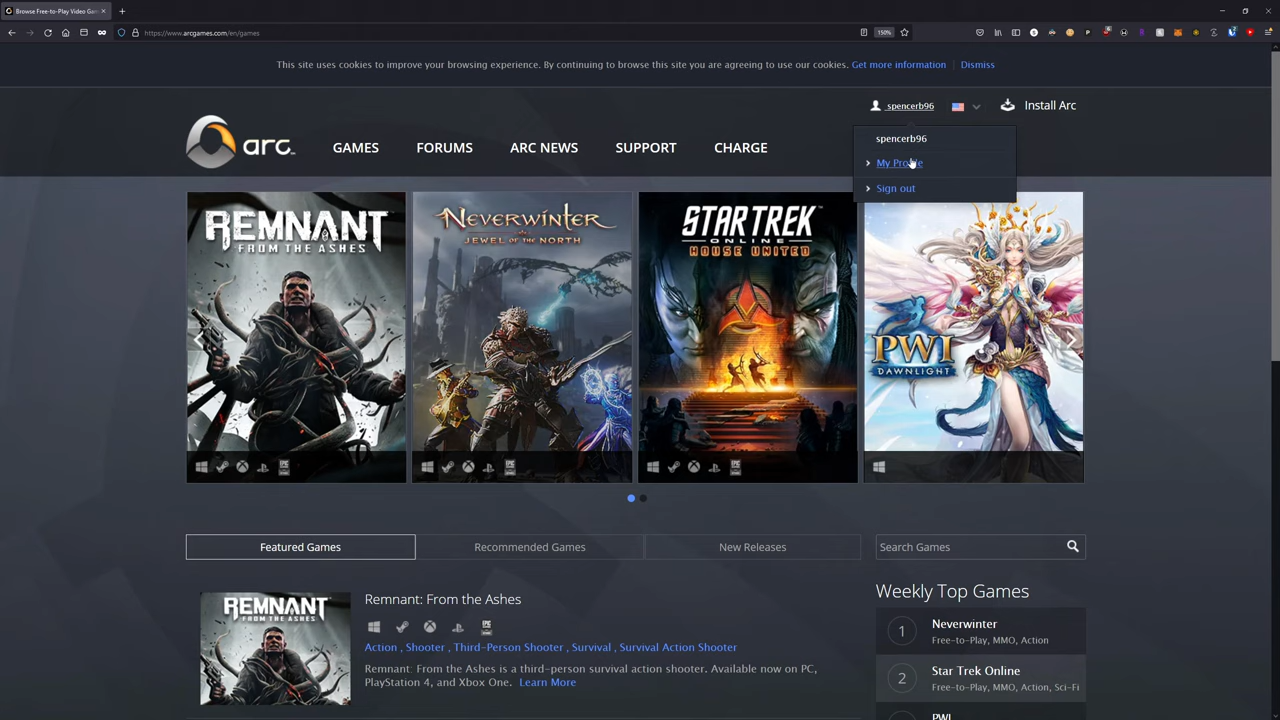 Browse Free-to-Play Video Gam
https://www.arcgames.com/en/games
150%
This site uses cookies to improve your browsing experience. By continuing to browse this site you are agreeing to use our cookies. Get more information | Dismiss
spencerb96
Install Arc
arc
GAMES
FORUMS
ARC NEWS
SUPPORT
CHARGE
spencerb96
My Profile
Sign out
REMNANT
FROM THE ASHES
NEVERWINTER
JEWEL OF THE NORTH
STAR TREK
ONLINE
HOUSE UNITED
PWI
DAWNLIGHT
Featured Games
Recommended Games
New Releases
Search Games
REMNANT
FROM THE ASHES
Remnant: From the Ashes
Action , Shooter , Third-Person Shooter , Survival , Survival Action Shooter
Remnant: From the Ashes is a third-person survival action shooter. Available now on PC,
PlayStation 4, and Xbox One. Learn More
Weekly Top Games
1
Neverwinter
Free-to-Play, MMO, Action
2
Star Trek Online
Free-to-Play, MMO, Action, Sci-Fi
PWI